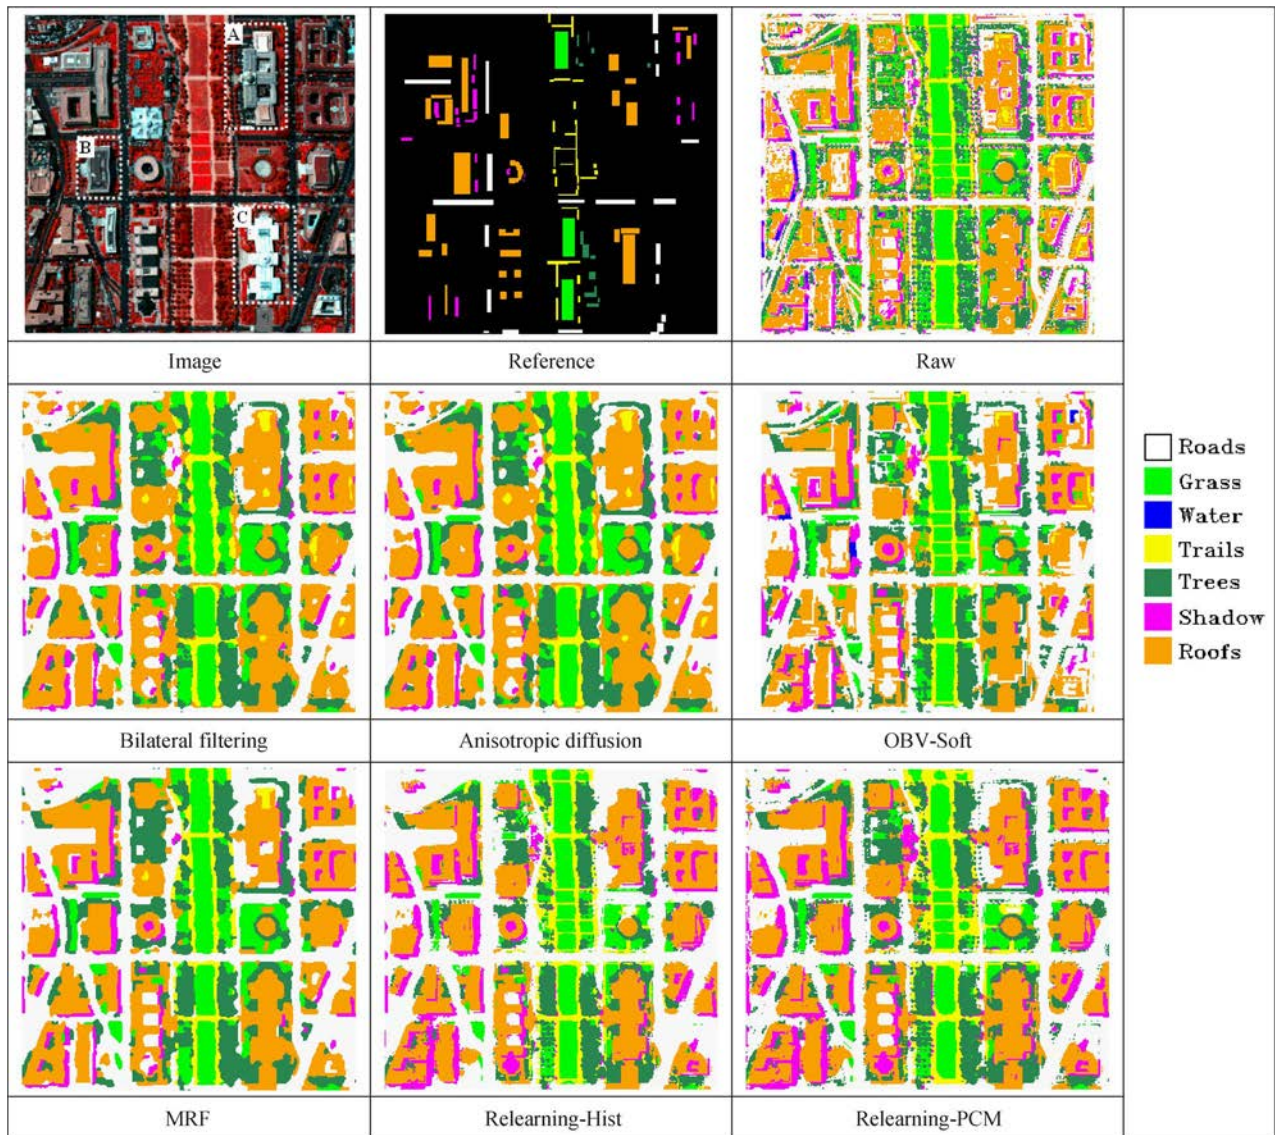 A
B
C
Image
Reference
Raw
Bilateral filtering
Anisotropic diffusion
OBV-Soft
MRF
Relearning-Hist
Relearning-PCM
Roads
Grass
Water
Trails
Trees
Shadow
Roofs